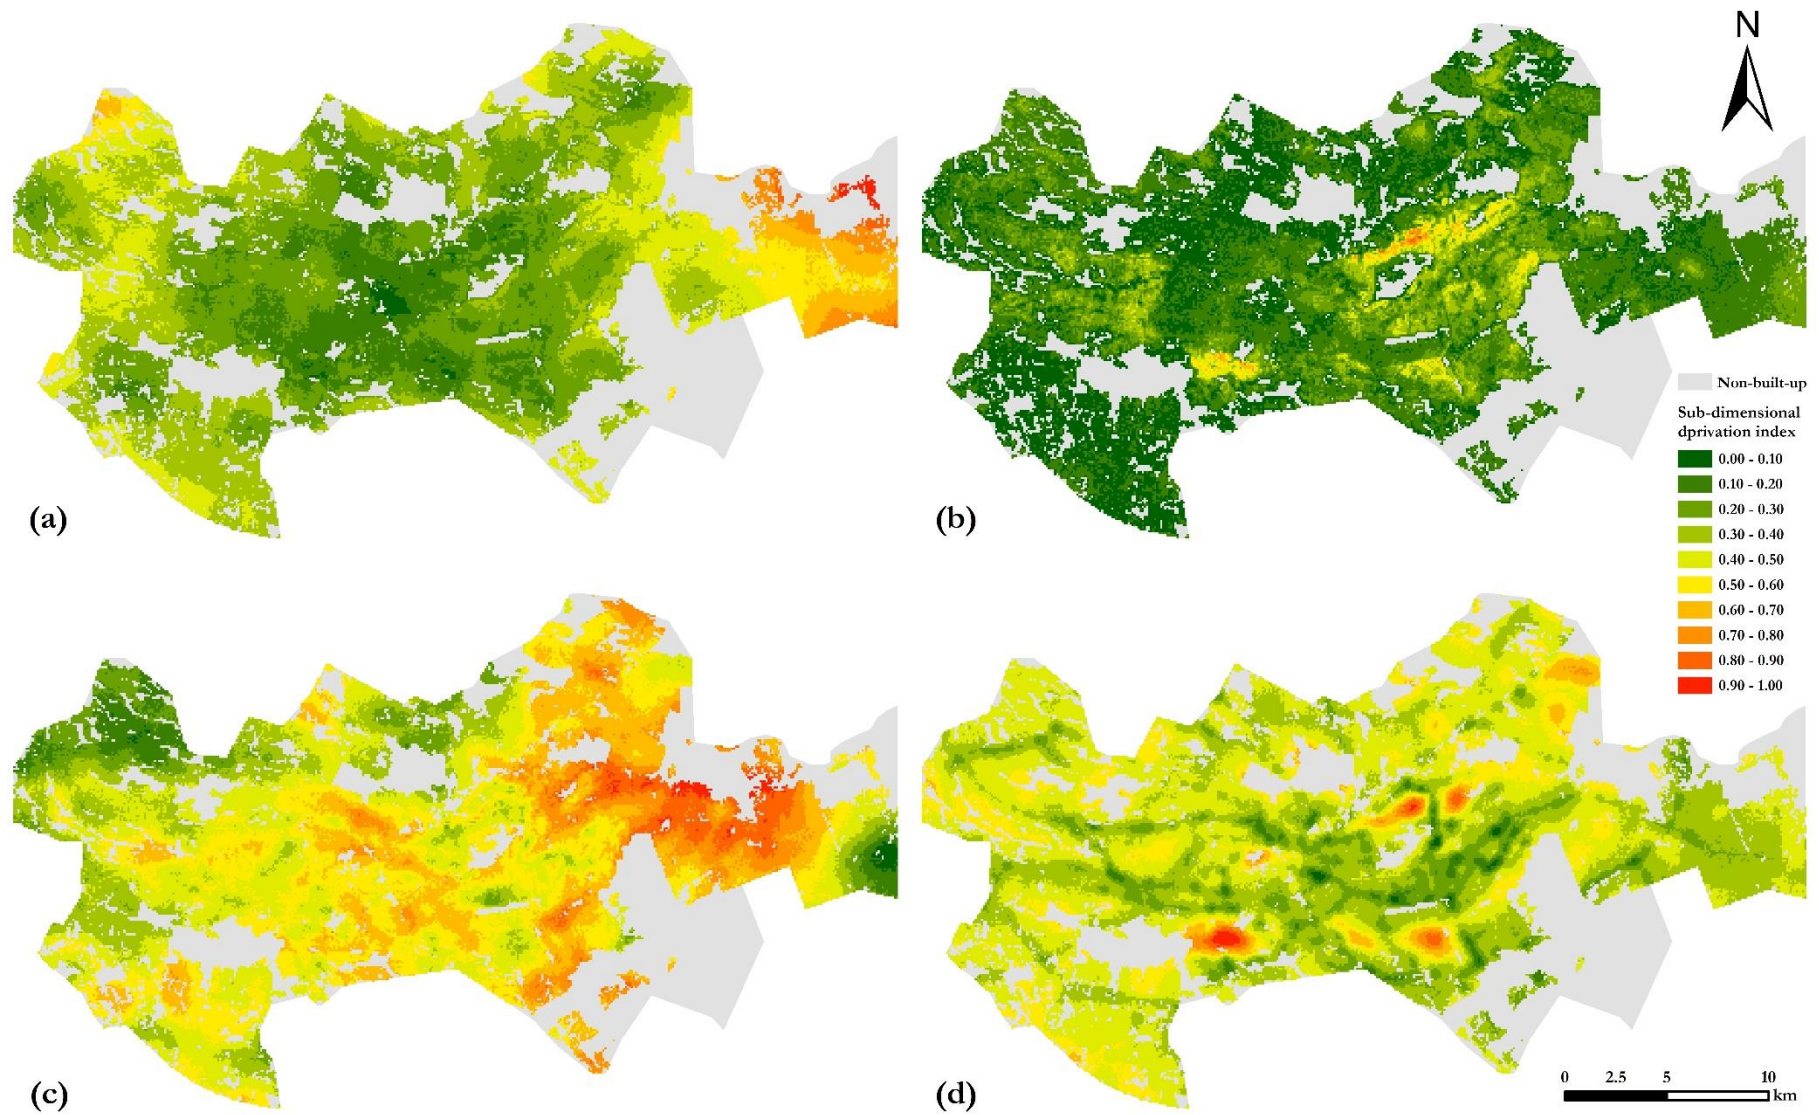 N
(a)
(b)
Non-built-up
Sub-dimensional
dprivation index
0.00 - 0.10
0.10 - 0.20
0.20 - 0.30
0.30 - 0.40
0.40 - 0.50
0.50 - 0.60
0.60 - 0.70
0.70 - 0.80
0.80 - 0.90
0.90 - 1.00
(c)
(d)
0 2.5 5 10
km